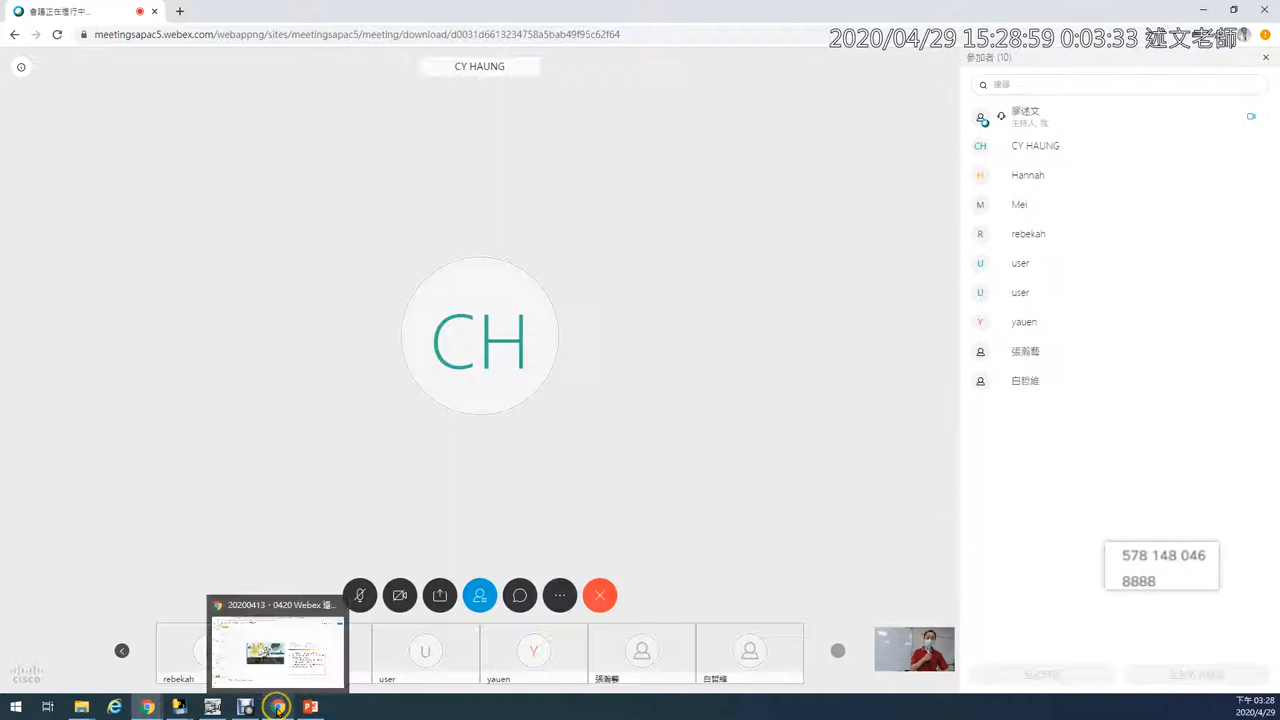 會議正在進行中...
meetingsapac5.webex.com/webappng/sites/meetingsapac5/meeting/download/d0031d6613234758a5bab49f95c62f64
2020/04/29 15:28:59 0:03:33 述文老師
CY HAUNG
參加者 (10)
搜尋
廖述文
主持人, 我
CH CY HAUNG
H Hannah
M Mei
R rebekah
U user
U user
Y yauen
張瀚藝
白哲維
CH
578 148 046
8888
20200413、0420 Webex 遠...
rebekah
U
user
Y
yauen
張瀚藝
白哲維
cisco
下午 03:28
2020/4/29